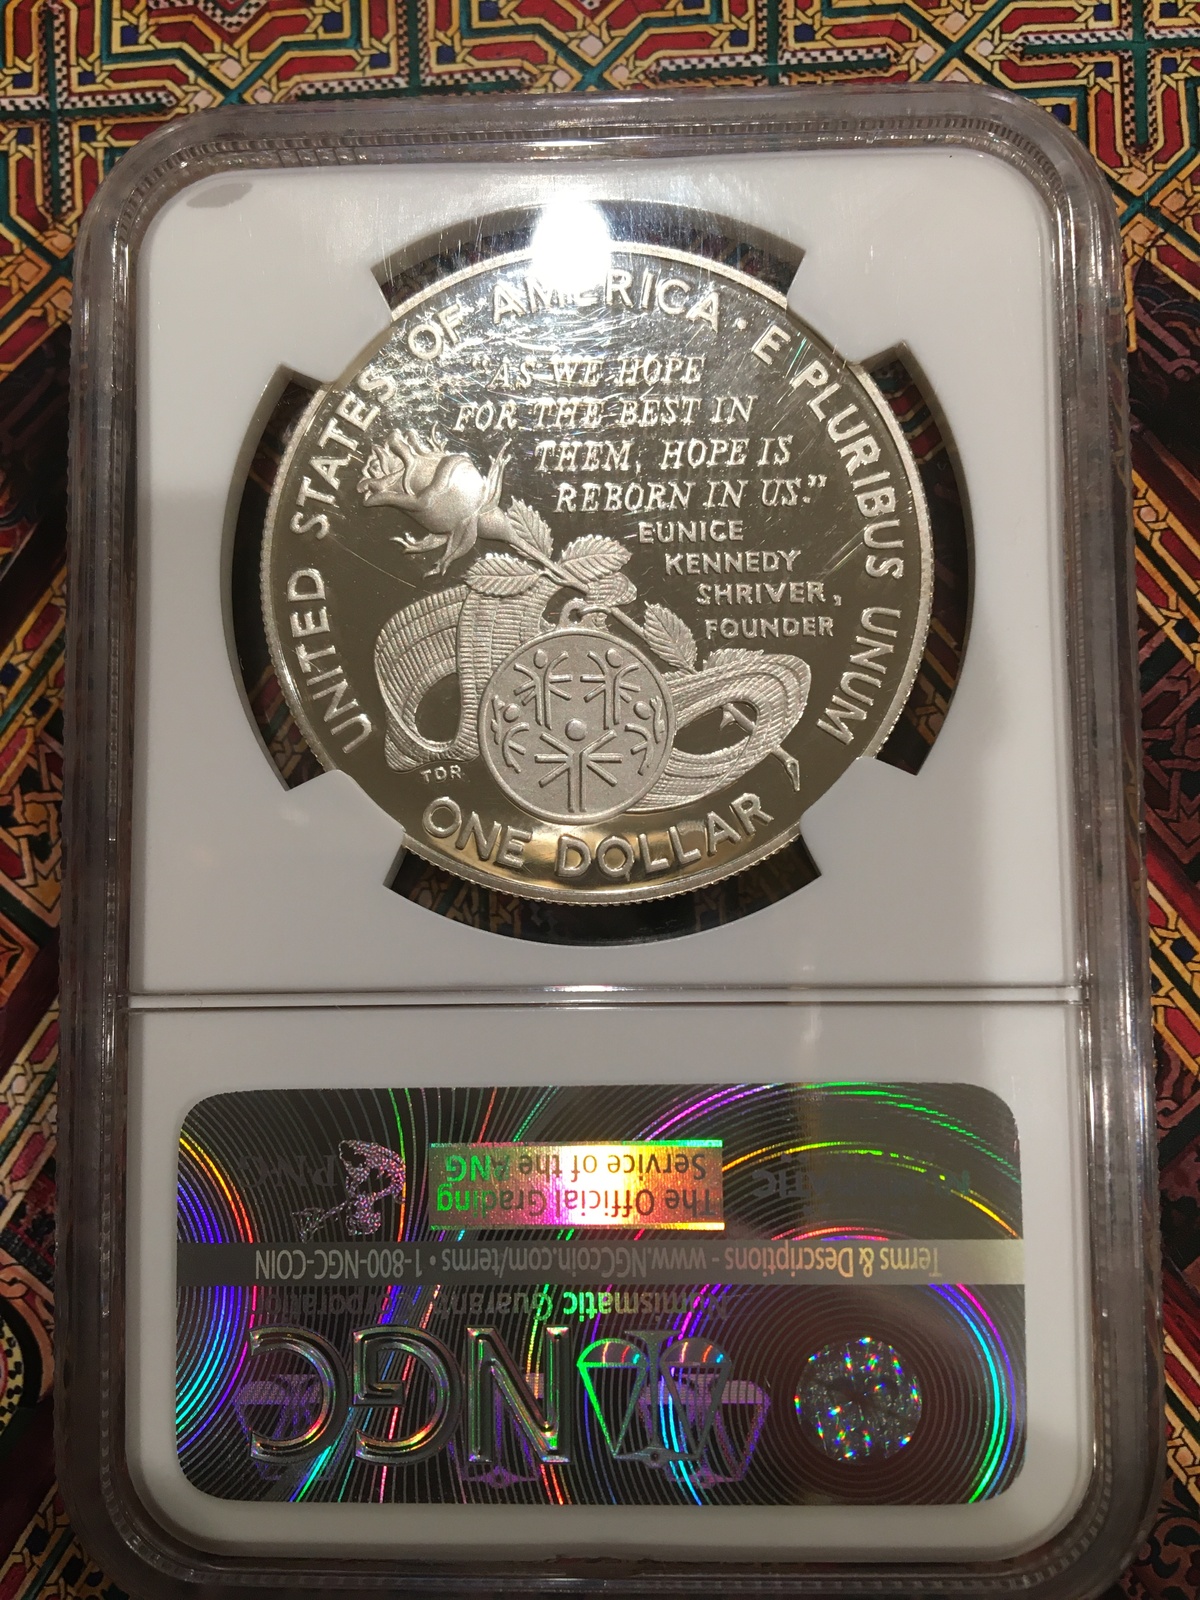 UNITED STATES OF AMERICA · E PLURIBUS UNUM
"AS WE HOPE
FOR THE BEST IN
THEM, HOPE IS
REBORN IN US."
EUNICE
KENNEDY
SHRIVER,
FOUNDER
TDR
ONE DOLLAR
NGC
Numismatic Guaranty
Terms & Descriptions - www.NGCcoin.com/terms • 1-800-NGC-COIN
The Official Grading
Service of the ANG